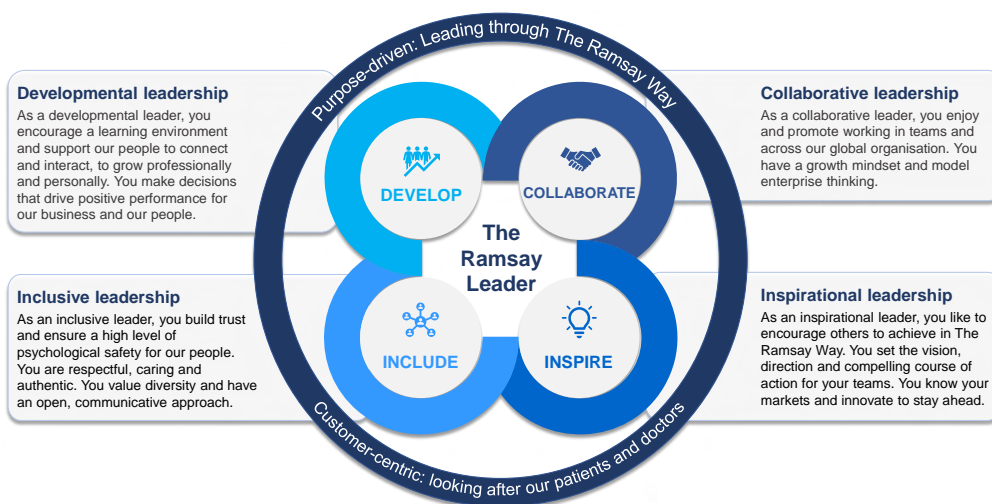 Purpose-driven: Leading through The Ramsay Way
Developmental leadership
As a developmental leader, you
encourage a learning environment
and support our people to connect
and interact, to grow professionally
and personally. You make decisions
that drive positive performance for
our business and our people.
Collaborative leadership
As a collaborative leader, you enjoy
and promote working in teams and
across our global organisation. You
have a growth mindset and model
enterprise thinking.
DEVELOP
COLLABORATE
The
Ramsay
Leader
Inclusive leadership
As an inclusive leader, you build trust
and ensure a high level of
psychological safety for our people.
You are respectful, caring and
authentic. You value diversity and have
an open, communicative approach.
INCLUDE
INSPIRE
Inspirational leadership
As an inspirational leader, you like to
encourage others to achieve in The
Ramsay Way. You set the vision,
direction and compelling course of
action for your teams. You know your
markets and innovate to stay ahead.
Customer-centric: looking after our patients and doctors